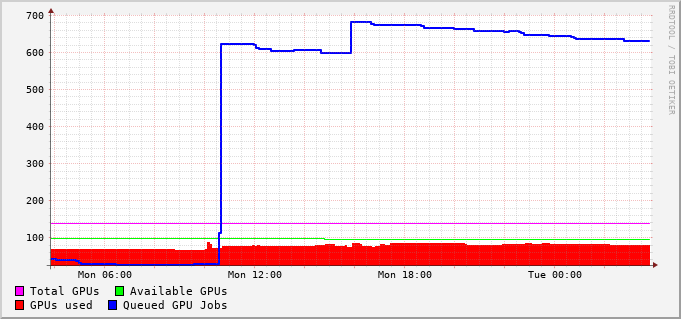 700
600
500
400
300
200
100
Mon 06:00 Mon 12:00 Mon 18:00 Tue 00:00
Total GPUs Available GPUs
GPUs used Queued GPU Jobs
RRDTOOL / TOBI OETIKER